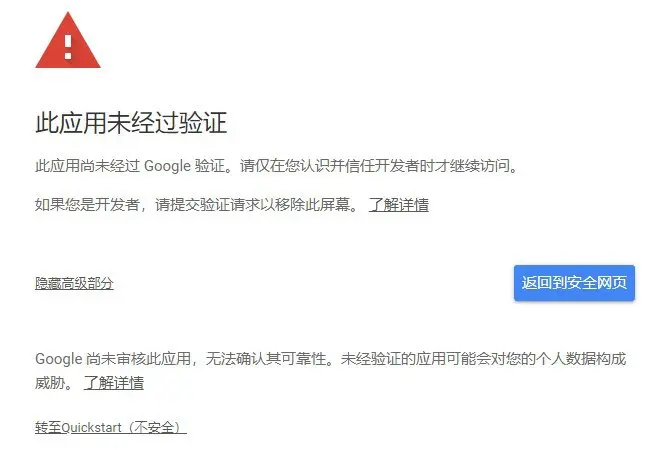 此应用未经过验证
此应用尚未经过 Google 验证。请仅在您认识并信任开发者时才继续访问。
如果您是开发者，请提交验证请求以移除此屏幕。 了解详情
隐藏高级部分
返回到安全网页
Google 尚未审核此应用，无法确认其可靠性。未经验证的应用可能会对您的个人数据构成
威胁。 了解详情
转至Quickstart（不安全）